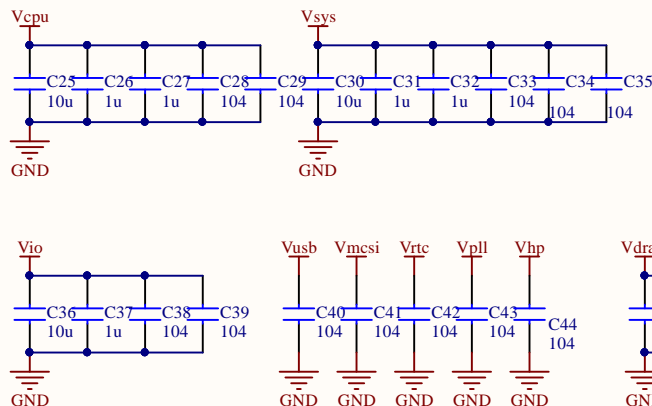 Vcpu
Vsys
C25 C26 C27 C28 C29 C30 C31 C32 C33 C34 C35
10u 1u 1u 104 104 10u 1u 1u 104 104 104
GND GND
Vio Vusb Vmcsi Vrtc Vpll Vhp Vdra
C36 C37 C38 C39 C40 C41 C42 C43 C44
10u 1u 104 104 104 104 104 104 104
GND GND GND GND GND GND GND